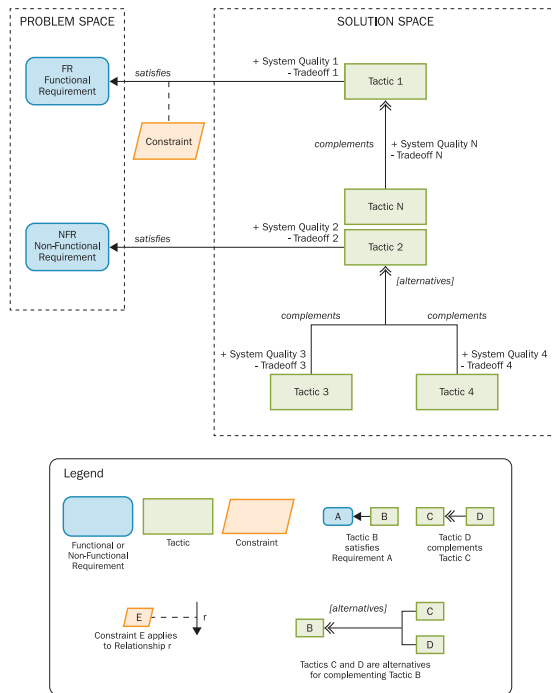 PROBLEM SPACE
SOLUTION SPACE
FR
Functional
Requirement
satisfies
+ System Quality 1
- Tradeoff 1
Tactic 1
Constraint
complements
+ System Quality N
- Tradeoff N
Tactic N
NFR
Non-Functional
Requirement
satisfies
+ System Quality 2
- Tradeoff 2
Tactic 2
[alternatives]
complements
complements
+ System Quality 3
- Tradeoff 3
+ System Quality 4
- Tradeoff 4
Tactic 3
Tactic 4
Legend
Functional or
Non-Functional
Requirement
Tactic
Constraint
A
B
Tactic B
satisfies
Requirement A
C
D
Tactic D
complements
Tactic C
E
r
Constraint E applies
to Relationship r
[alternatives]
B
C
D
Tactics C and D are alternatives
for complementing Tactic B